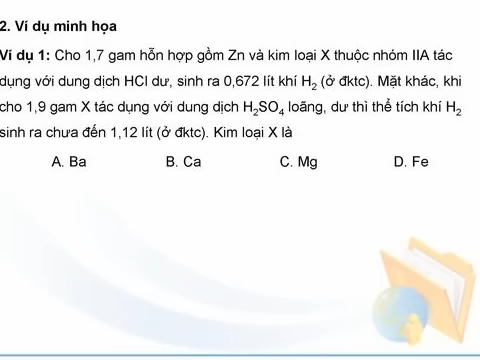 2. Ví dụ minh họa
Ví dụ 1: Cho 1,7 gam hỗn hợp gồm Zn và kim loại X thuộc nhóm IIA tác
dụng với dung dịch HCl dư, sinh ra 0,672 lít khí H₂ (ở đktc). Mặt khác, khi
cho 1,9 gam X tác dụng với dung dịch H₂SO₄ loãng, dư thì thể tích khí H₂
sinh ra chưa đến 1,12 lít (ở đktc). Kim loại X là
A. Ba B. Ca C. Mg D. Fe